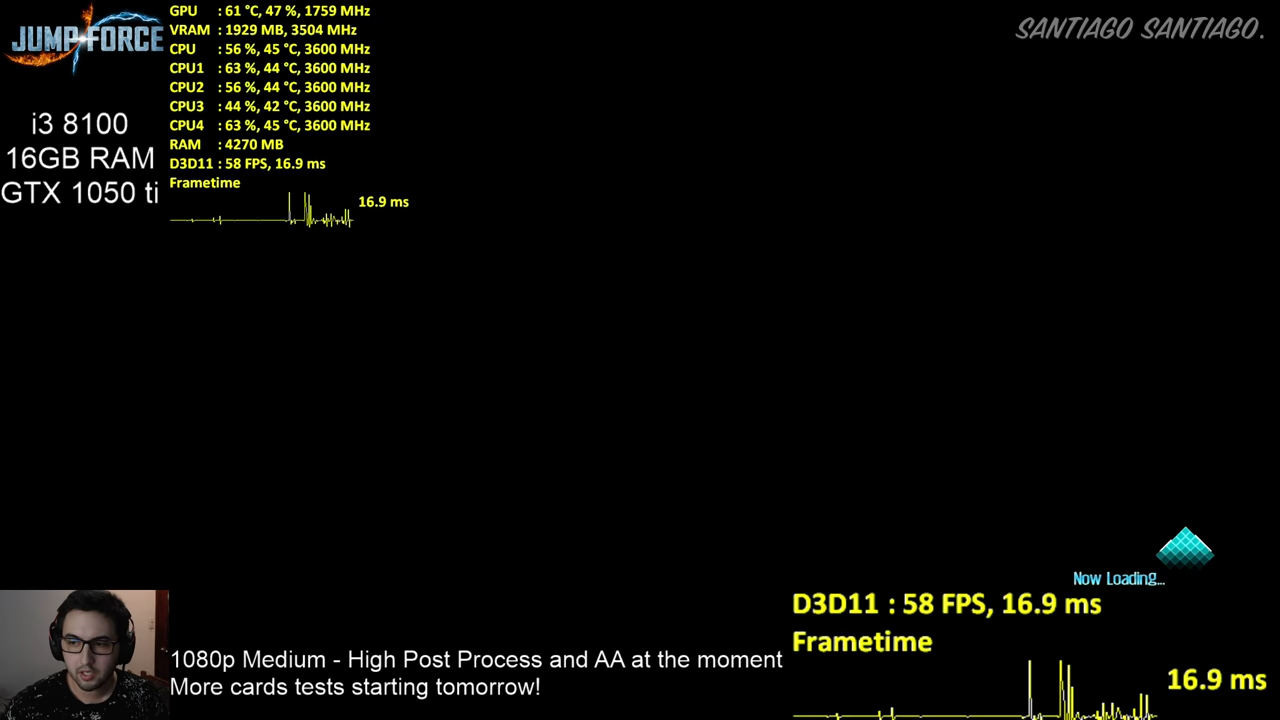 JUMP FORCE
i3 8100
16GB RAM
GTX 1050 ti
GPU : 61 °C, 47 %, 1759 MHz
VRAM : 1929 MB, 3504 MHz
CPU : 56 %, 45 °C, 3600 MHz
CPU1 : 63 %, 44 °C, 3600 MHz
CPU2 : 56 %, 44 °C, 3600 MHz
CPU3 : 44 %, 42 °C, 3600 MHz
CPU4 : 63 %, 45 °C, 3600 MHz
RAM : 4270 MB
D3D11 : 58 FPS, 16.9 ms
Frametime
16.9 ms
SANTIAGO SANTIAGO.
Now Loading...
D3D11 : 58 FPS, 16.9 ms
Frametime
16.9 ms
1080p Medium - High Post Process and AA at the moment
More cards tests starting tomorrow!